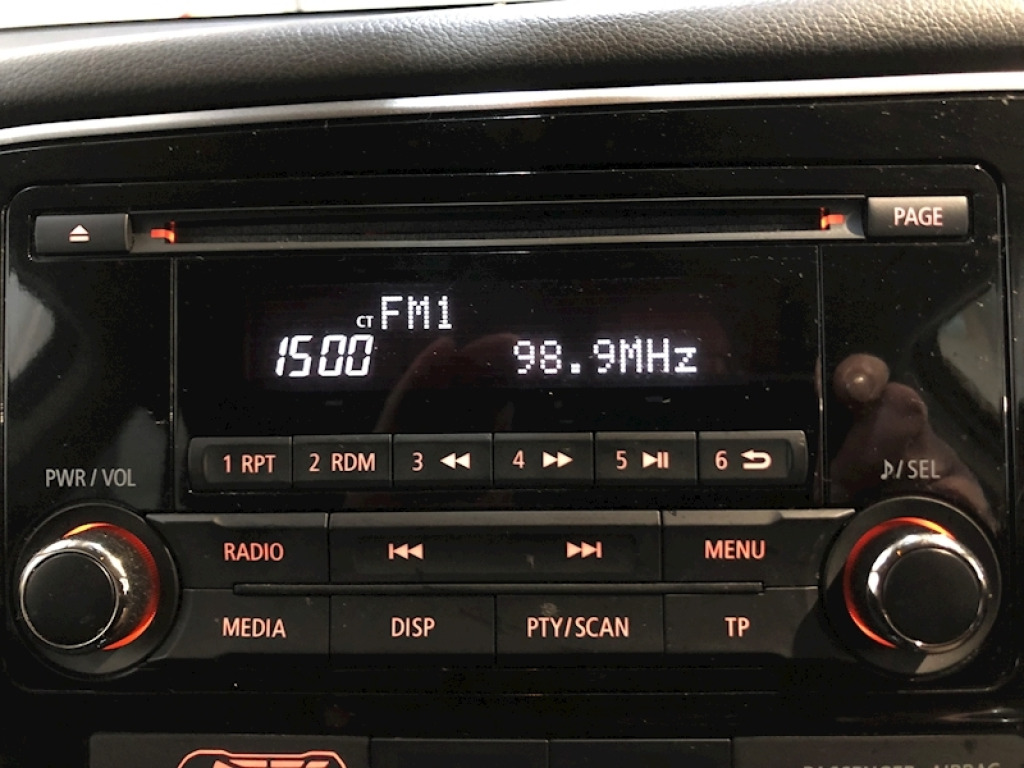 PAGE
CT FM1
1500 98.9MHz
1 RPT 2 RDM 3 4 5 6
PWR / VOL
♪/ SEL
RADIO MENU
MEDIA DISP PTY/SCAN TP